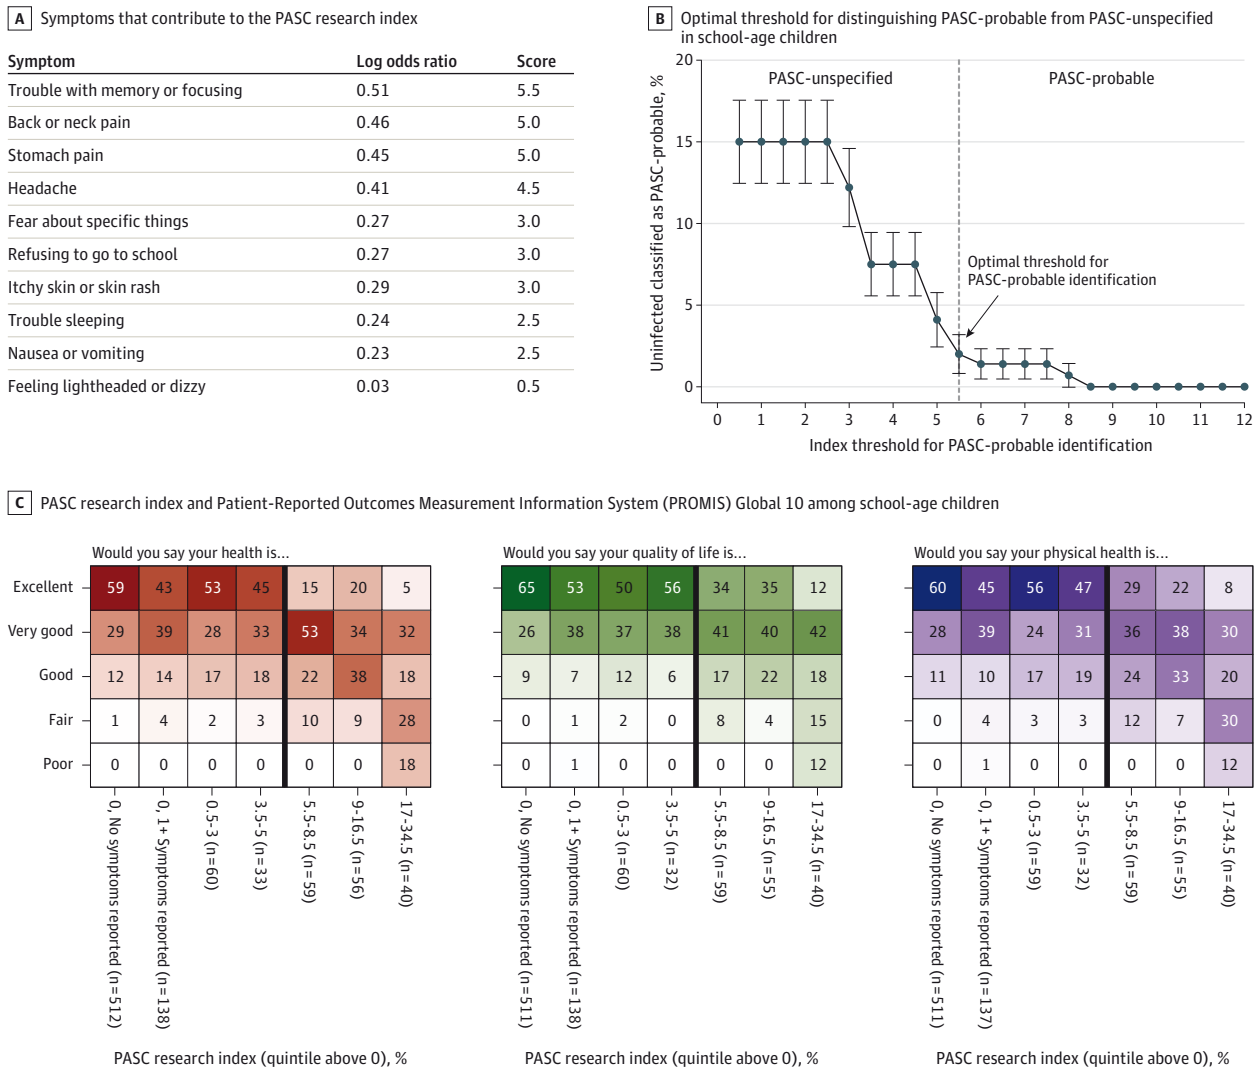 A Symptoms that contribute to the PASC research index
Symptom Log odds ratio Score
Trouble with memory or focusing 0.51 5.5
Back or neck pain 0.46 5.0
Stomach pain 0.45 5.0
Headache 0.41 4.5
Fear about specific things 0.27 3.0
Refusing to go to school 0.27 3.0
Itchy skin or skin rash 0.29 3.0
Trouble sleeping 0.24 2.5
Nausea or vomiting 0.23 2.5
Feeling lightheaded or dizzy 0.03 0.5
B Optimal threshold for distinguishing PASC-probable from PASC-unspecified
in school-age children
Uninfected classified as PASC-probable, %
20
15
10
5
0
PASC-unspecified PASC-probable
Optimal threshold for
PASC-probable identification
0 1 2 3 4 5 6 7 8 9 10 11 12
Index threshold for PASC-probable identification
C PASC research index and Patient-Reported Outcomes Measurement Information System (PROMIS) Global 10 among school-age children
Would you say your health is...
Excellent 59 43 53 45 15 20 5
Very good 29 39 28 33 53 34 32
Good 12 14 17 18 22 38 18
Fair 1 4 2 3 10 9 28
Poor 0 0 0 0 0 0 18
0, No symptoms reported (n=512)
0, 1+ Symptoms reported (n=138)
0.5-3 (n=60)
3.5-5 (n=33)
5.5-8.5 (n=59)
9-16.5 (n=56)
17-34.5 (n=40)
PASC research index (quintile above 0), %
Would you say your quality of life is...
65 53 50 56 34 35 12
26 38 37 38 41 40 42
9 7 12 6 17 22 18
0 1 2 0 8 4 15
0 1 0 0 0 0 12
0, No symptoms reported (n=511)
0, 1+ Symptoms reported (n=138)
0.5-3 (n=60)
3.5-5 (n=32)
5.5-8.5 (n=59)
9-16.5 (n=55)
17-34.5 (n=40)
PASC research index (quintile above 0), %
Would you say your physical health is...
60 45 56 47 29 22 8
28 39 24 31 36 38 30
11 10 17 19 24 33 20
0 4 3 3 12 7 30
0 1 0 0 0 0 12
0, No symptoms reported (n=511)
0, 1+ Symptoms reported (n=137)
0.5-3 (n=59)
3.5-5 (n=32)
5.5-8.5 (n=59)
9-16.5 (n=55)
17-34.5 (n=40)
PASC research index (quintile above 0), %